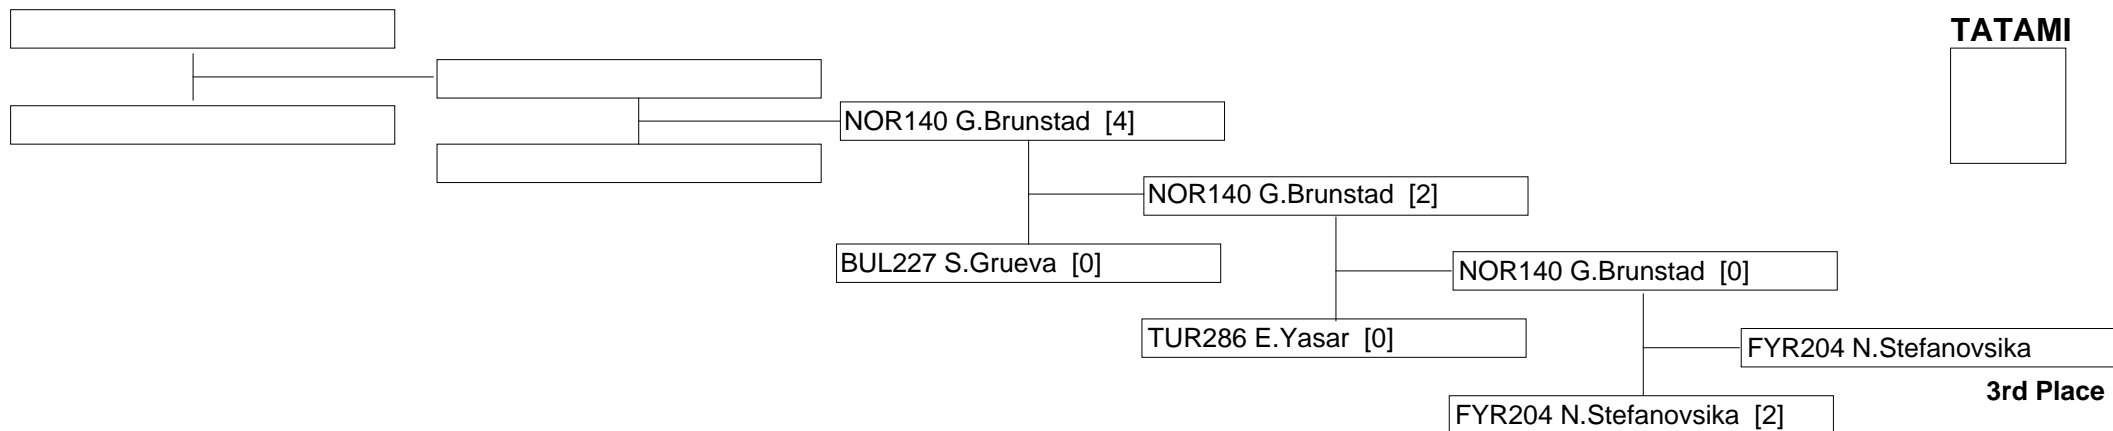 TATAMI
NOR140 G.Brunstad [4]
NOR140 G.Brunstad [2]
BUL227 S.Grueva [0]
NOR140 G.Brunstad [0]
TUR286 E.Yasar [0]
FYR204 N.Stefanovsika
3rd Place
FYR204 N.Stefanovsika [2]